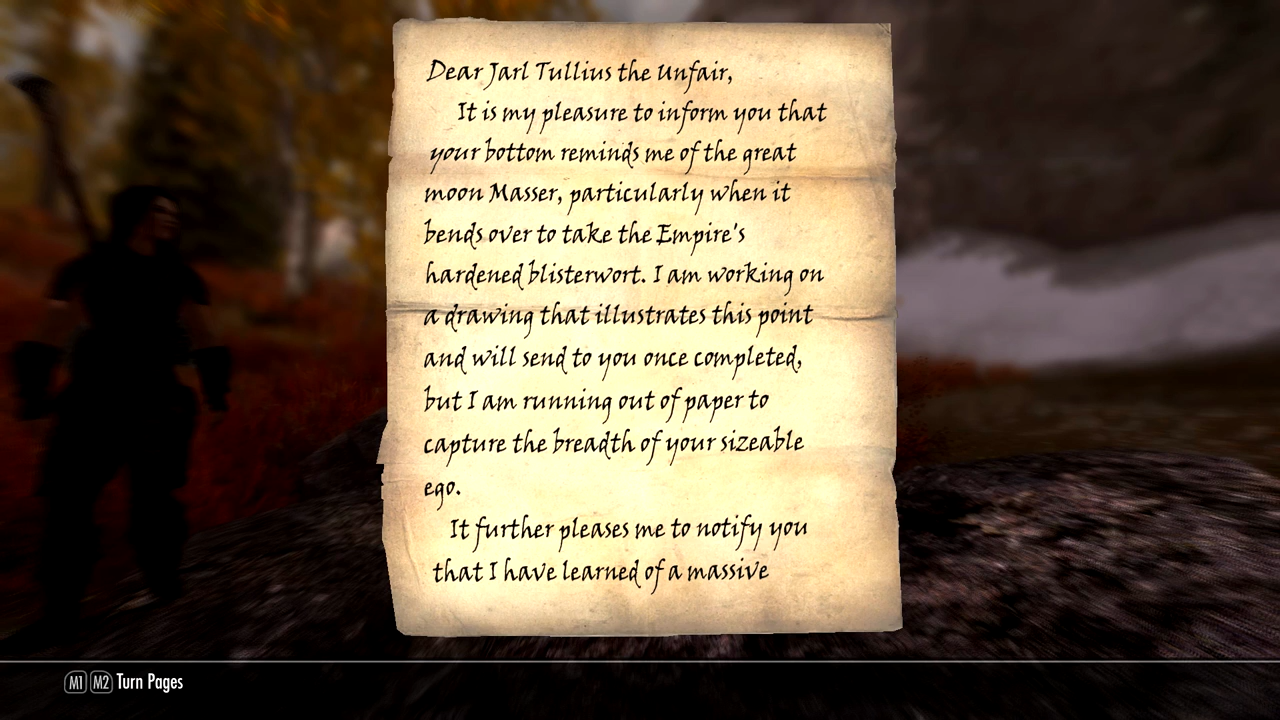 Dear Jarl Tullius the Unfair,
It is my pleasure to inform you that
your bottom reminds me of the great
moon Masser, particularly when it
bends over to take the Empire's
hardened blisterwort. I am working on
a drawing that illustrates this point
and will send to you once completed,
but I am running out of paper to
capture the breadth of your sizeable
ego.
It further pleases me to notify you
that I have learned of a massive
M1 M2 Turn Pages